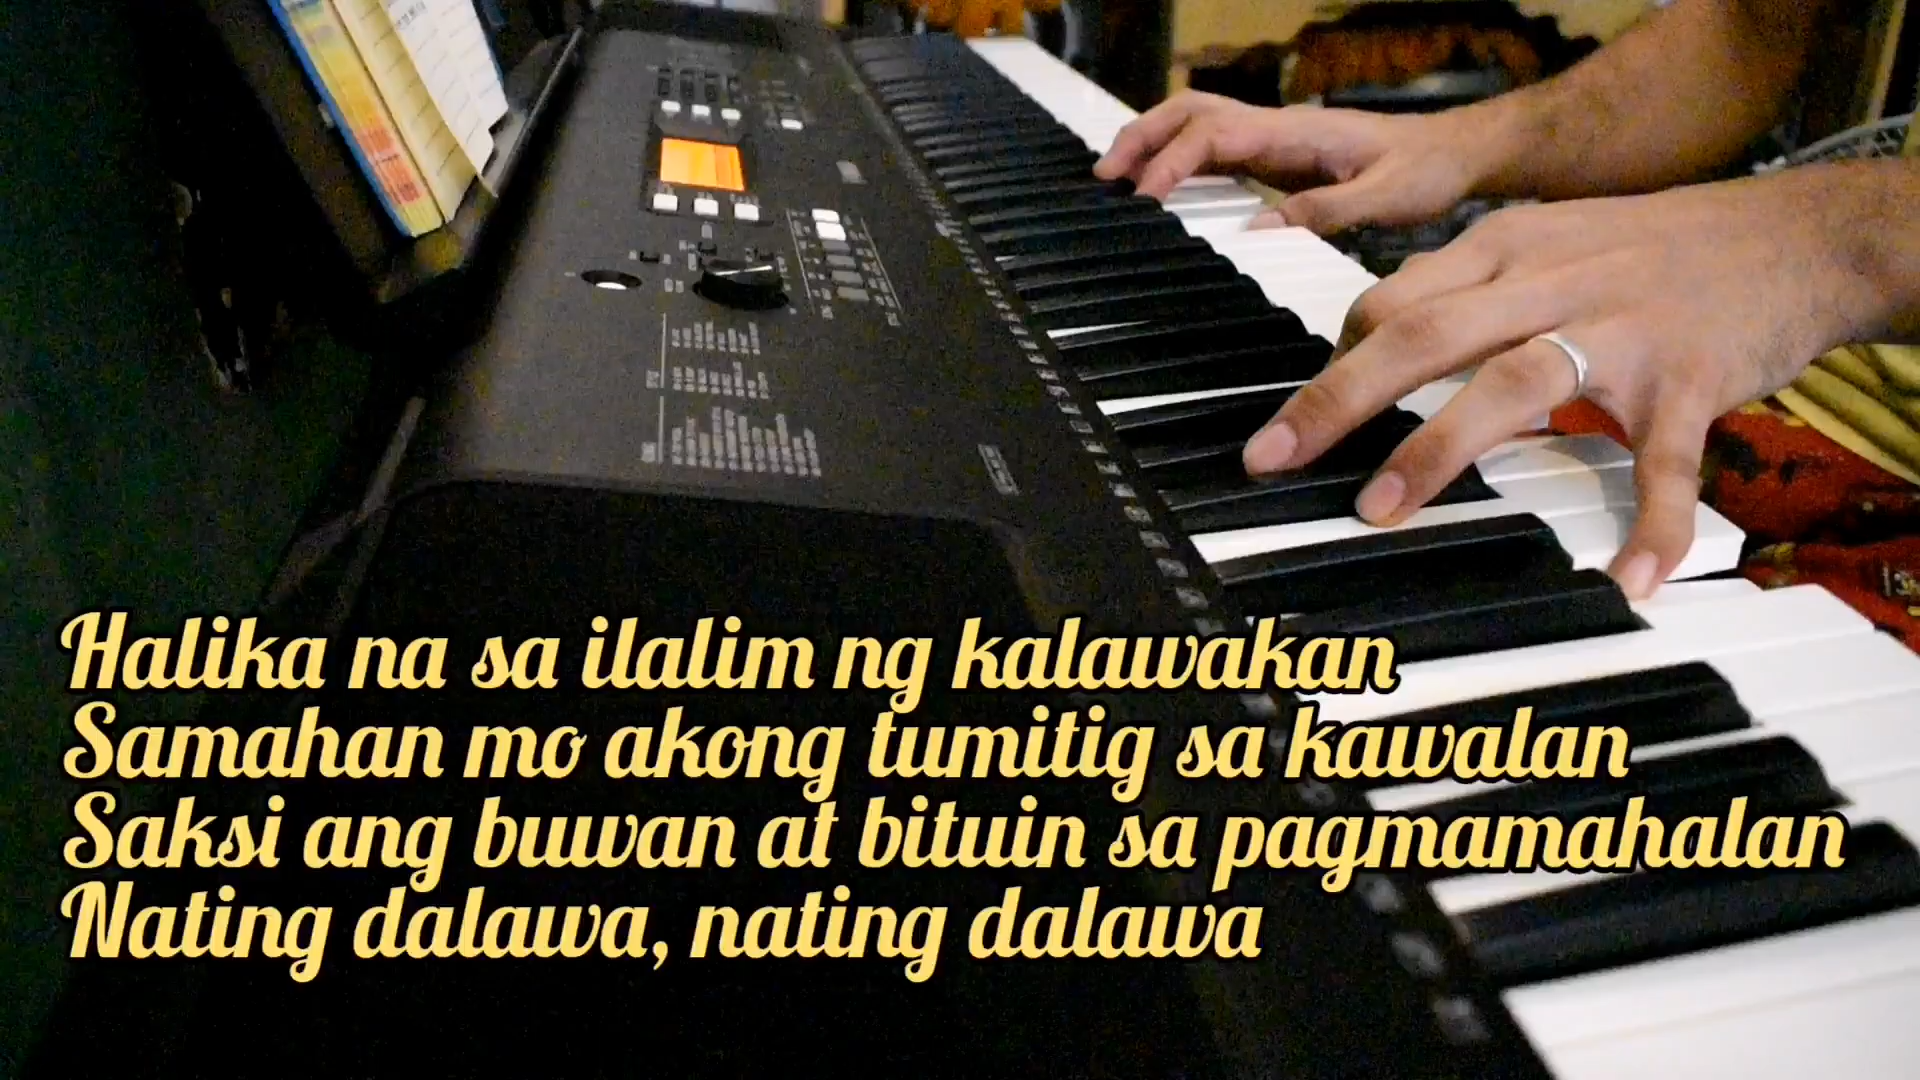 Halika na sa ilalim ng kalawakan
Samahan mo akong tumitig sa kawalan
Saksi ang buwan at bituin sa pagmamahalan
Nating dalawa, nating dalawa